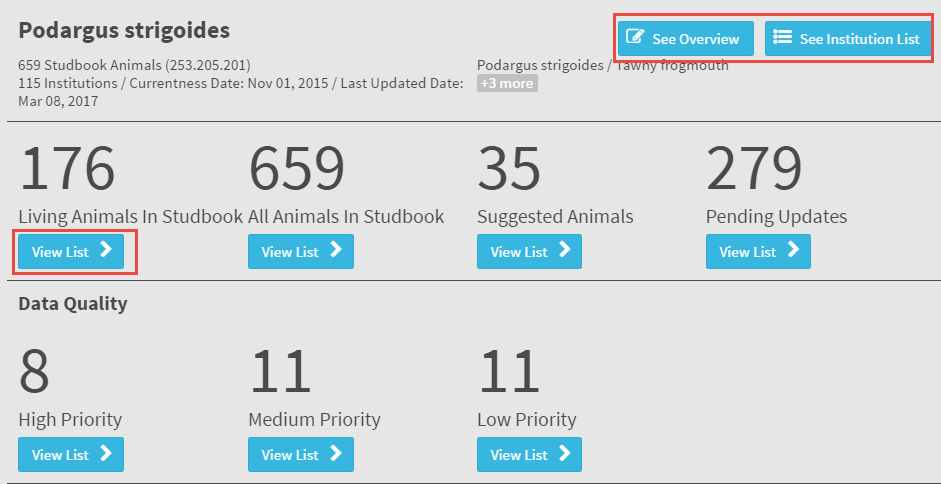 Podargus strigoides
See Overview
See Institution List
659 Studbook Animals (253.205.201)
115 Institutions / Currentness Date: Nov 01, 2015 / Last Updated Date:
Mar 08, 2017
Podargus strigoides / Tawny frogmouth
+3 more
176 659 35 279
Living Animals In Studbook All Animals In Studbook Suggested Animals Pending Updates
View List View List View List View List
Data Quality
8 11 11
High Priority Medium Priority Low Priority
View List View List View List